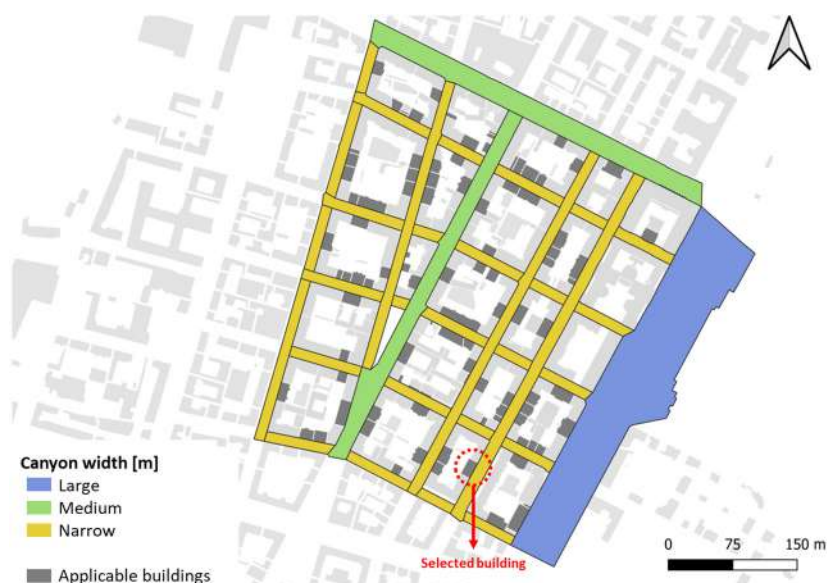 Canyon width [m]
Large
Medium
Narrow
Applicable buildings
Selected building
0 75 150 m